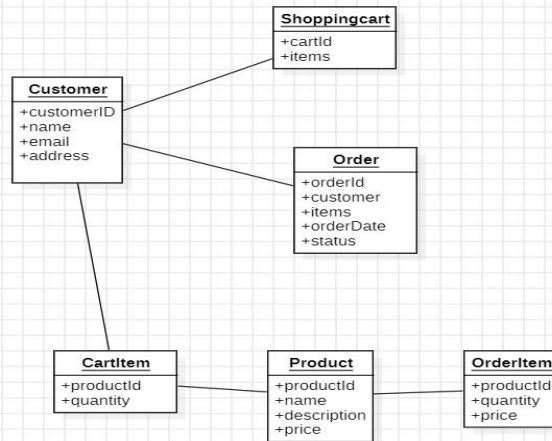 Shoppingcart
+cartId
+items
Customer
+customerID
+name
+email
+address
Order
+orderId
+customer
+items
+orderDate
+status
CartItem
+productId
+quantity
Product
+productId
+name
+description
+price
OrderItem
+productId
+quantity
+price